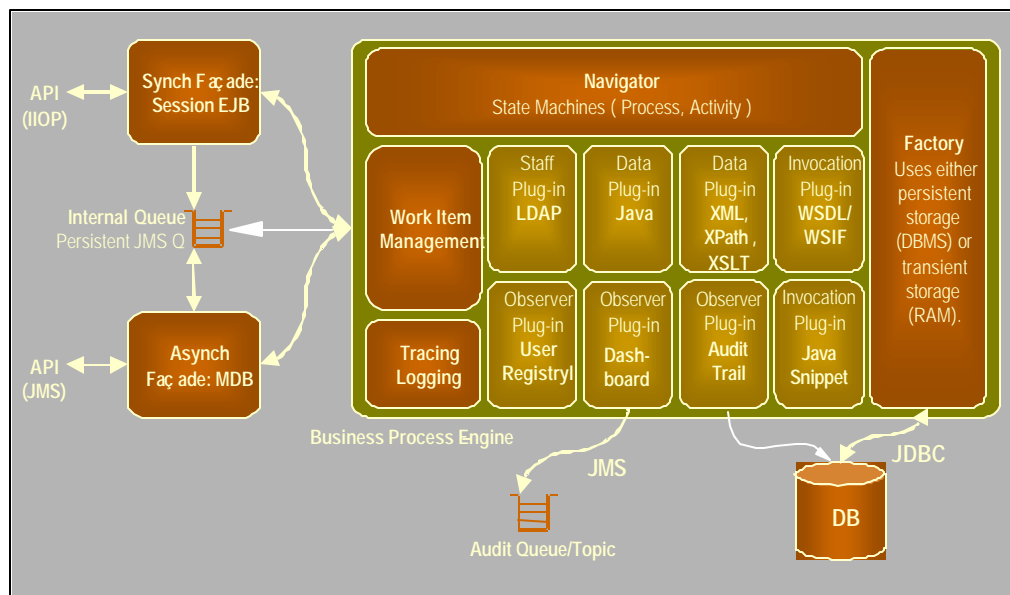 API
(IIOP)
Synch Façade:
Session EJB
Internal Queue
Persistent JMS Q
API
(JMS)
Asynch
Façade: MDB
Navigator
State Machines ( Process, Activity )
Work Item
Management
Tracing
Logging
Staff
Plug-in
LDAP
Data
Plug-in
Java
Data
Plug-in
XML,
XPath ,
XSLT
Invocation
Plug-in
WSDL/
WSIF
Observer
Plug-in
User
Registryl
Observer
Plug-in
Dash-
board
Observer
Plug-in
Audit
Trail
Invocation
Plug-in
Java
Snippet
Factory
Uses either
persistent
storage
(DBMS) or
transient
storage
(RAM).
Business Process Engine
JMS
JDBC
Audit Queue/Topic
DB